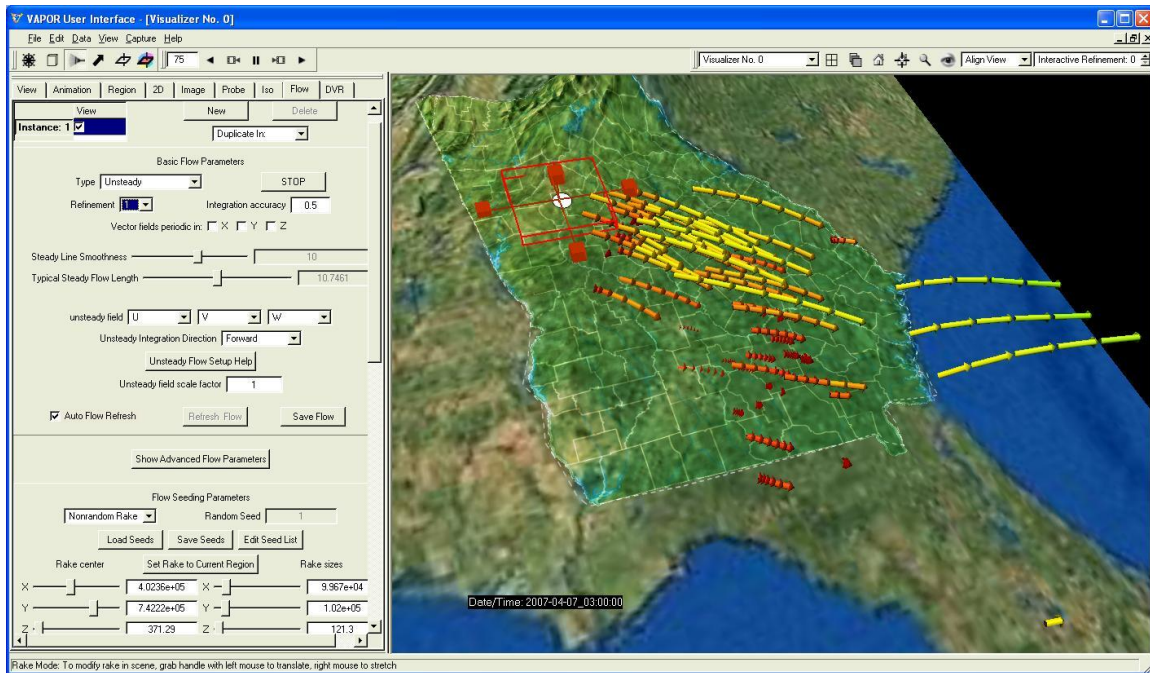 VAPOR User Interface - [Visualizer No. 0]
File Edit Data View Capture Help
75 Visualizer No. 0 Align View Interactive Refinement: 0
View Animation Region 2D Image Probe Iso Flow DVR
View New Delete
Instance: 1
Duplicate In:
Basic Flow Parameters
Type Unsteady STOP
Refinement 1 Integration accuracy 0.5
Vector fields periodic in: X Y Z
Steady Line Smoothness 10
Typical Steady Flow Length 10.7461
unsteady field U V W
Unsteady Integration Direction Forward
Unsteady Flow Setup Help
Unsteady field scale factor 1
Auto Flow Refresh Refresh Flow Save Flow
Show Advanced Flow Parameters
Flow Seeding Parameters
Nonrandom Rake Random Seed 1
Load Seeds Save Seeds Edit Seed List
Rake center Set Rake to Current Region Rake sizes
X 4.0236e+05 X 9.967e+04
Y 7.4222e+05 Y 1.02e+05
Z 371.29 Z 121.3
Date/Time: 2007-04-07_03:00:00
Rake Mode: To modify rake in scene, grab handle with left mouse to translate, right mouse to stretch